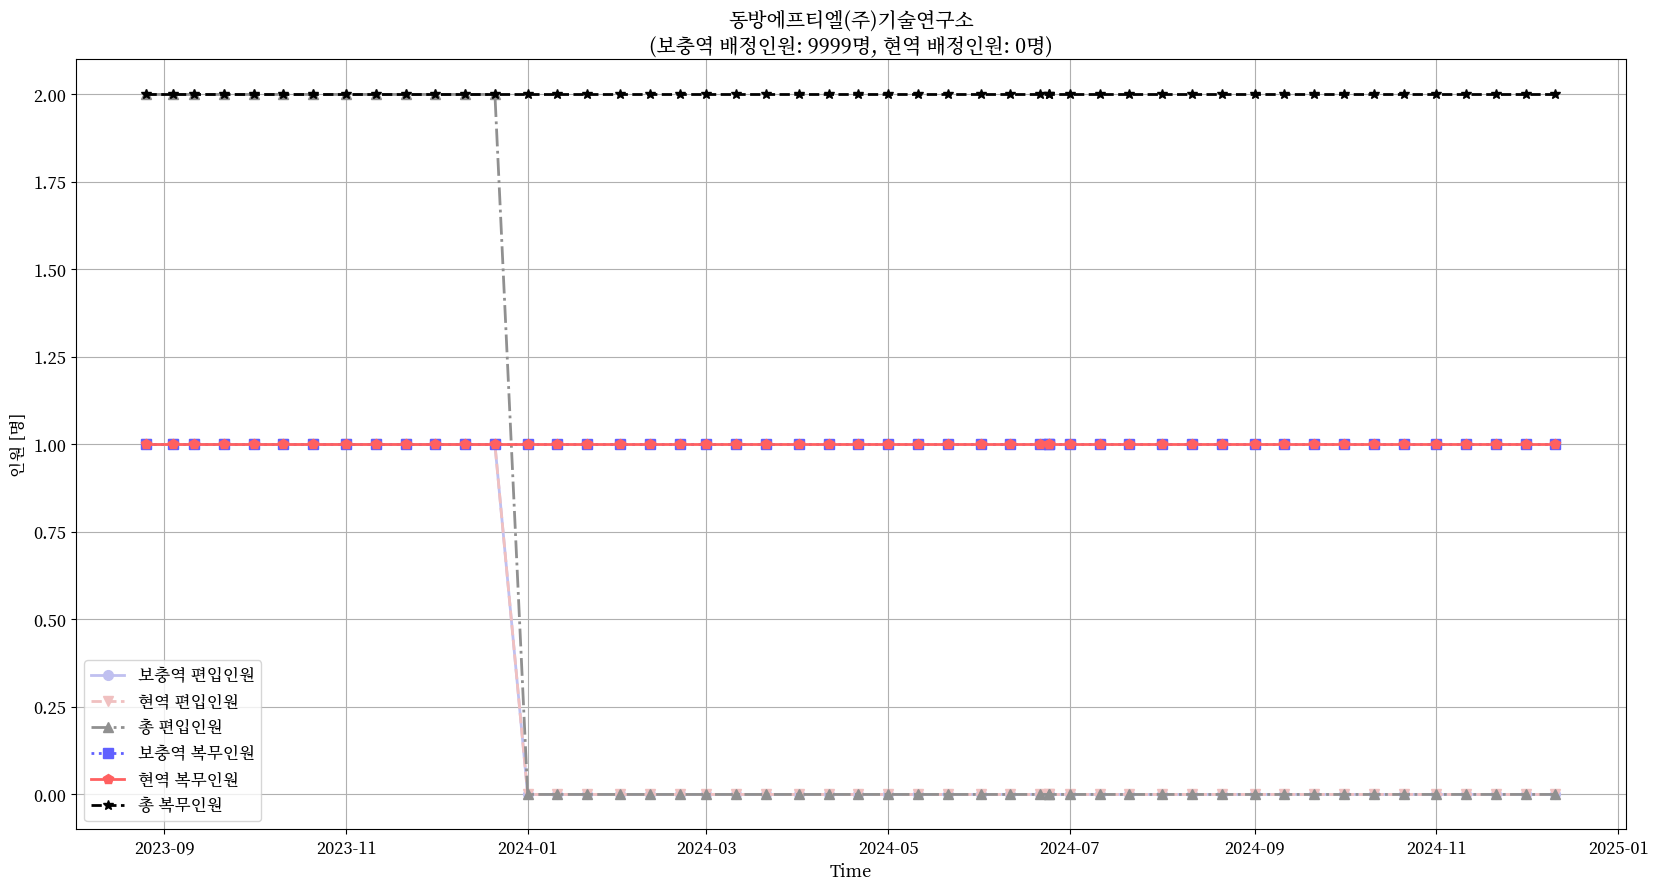 동방에프티엘(주)기술연구소
(보충역 배정인원: 9999명, 현역 배정인원: 0명)
인원 [명]
2.00
1.75
1.50
1.25
1.00
0.75
0.50
0.25
0.00
보충역 편입인원
현역 편입인원
총 편입인원
보충역 복무인원
현역 복무인원
총 복무인원
2023-09
2023-11
2024-01
2024-03
2024-05
2024-07
2024-09
2024-11
2025-01
Time